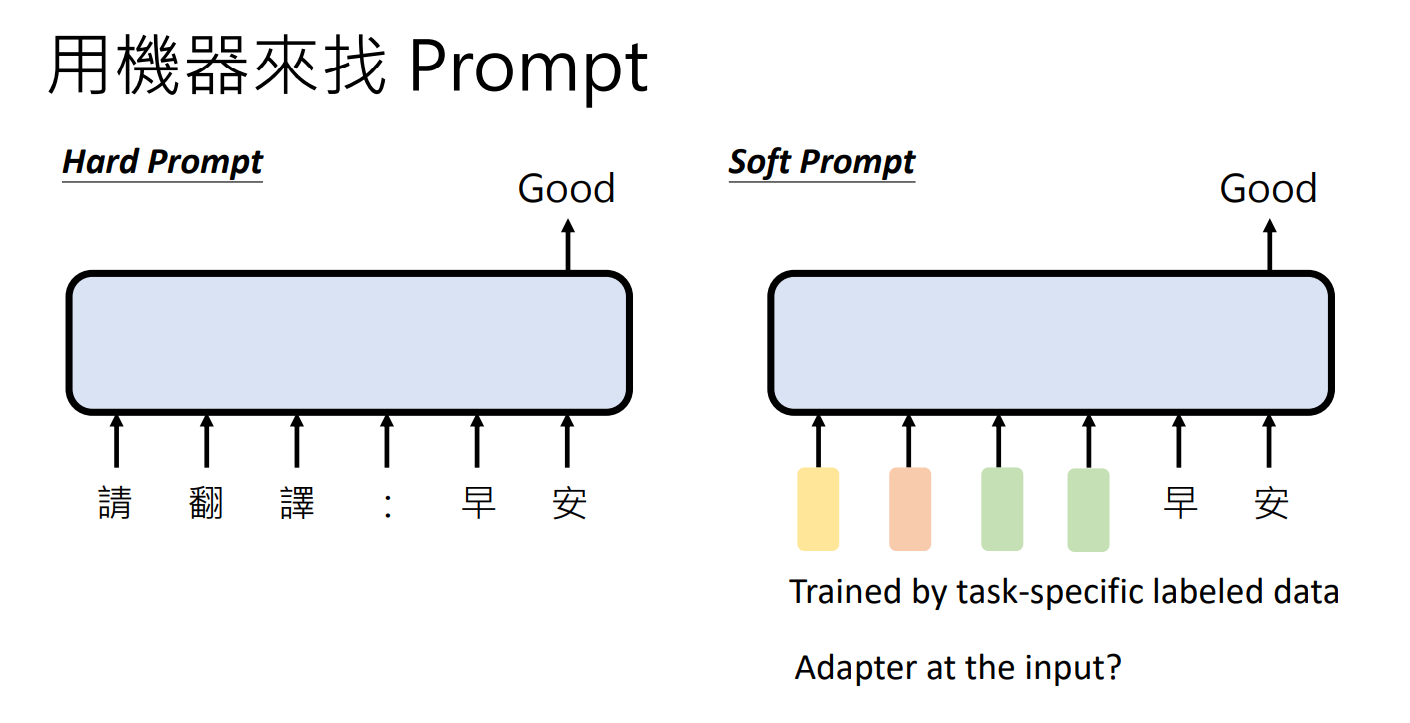 用機器來找 Prompt
Hard Prompt
Good
請 翻 譯 : 早 安
Soft Prompt
Good
早 安
Trained by task-specific labeled data
Adapter at the input?